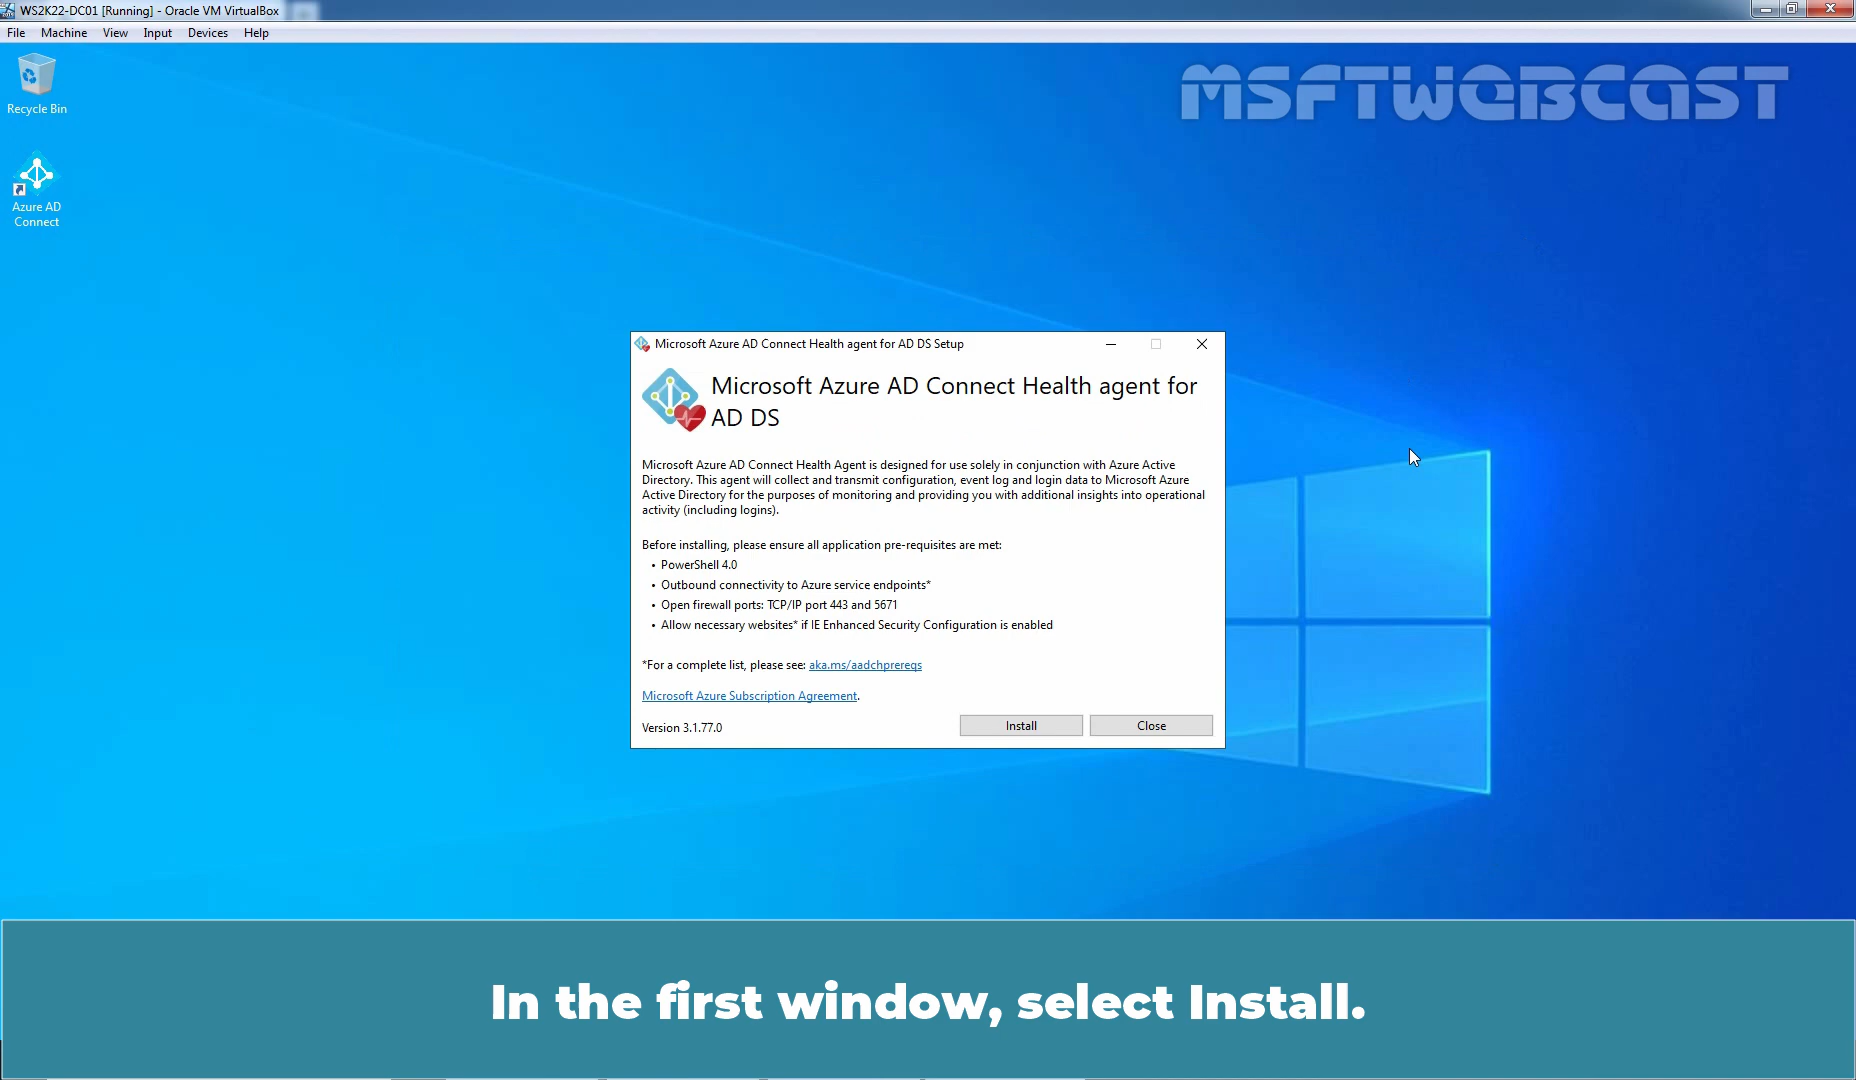 WS2K22-DC01 [Running] - Oracle VM VirtualBox
File Machine View Input Devices Help
MSFTWEBCAST
Recycle Bin
Azure AD
Connect
Microsoft Azure AD Connect Health agent for AD DS Setup
Microsoft Azure AD Connect Health agent for
AD DS
Microsoft Azure AD Connect Health Agent is designed for use solely in conjunction with Azure Active
Directory. This agent will collect and transmit configuration, event log and login data to Microsoft Azure
Active Directory for the purposes of monitoring and providing you with additional insights into operational
activity (including logins).
Before installing, please ensure all application pre-requisites are met:
• PowerShell 4.0
• Outbound connectivity to Azure service endpoints*
• Open firewall ports: TCP/IP port 443 and 5671
• Allow necessary websites* if IE Enhanced Security Configuration is enabled
*For a complete list, please see: aka.ms/aadchprereqs
Microsoft Azure Subscription Agreement.
Version 3.1.77.0
Install
Close
In the first window, select Install.